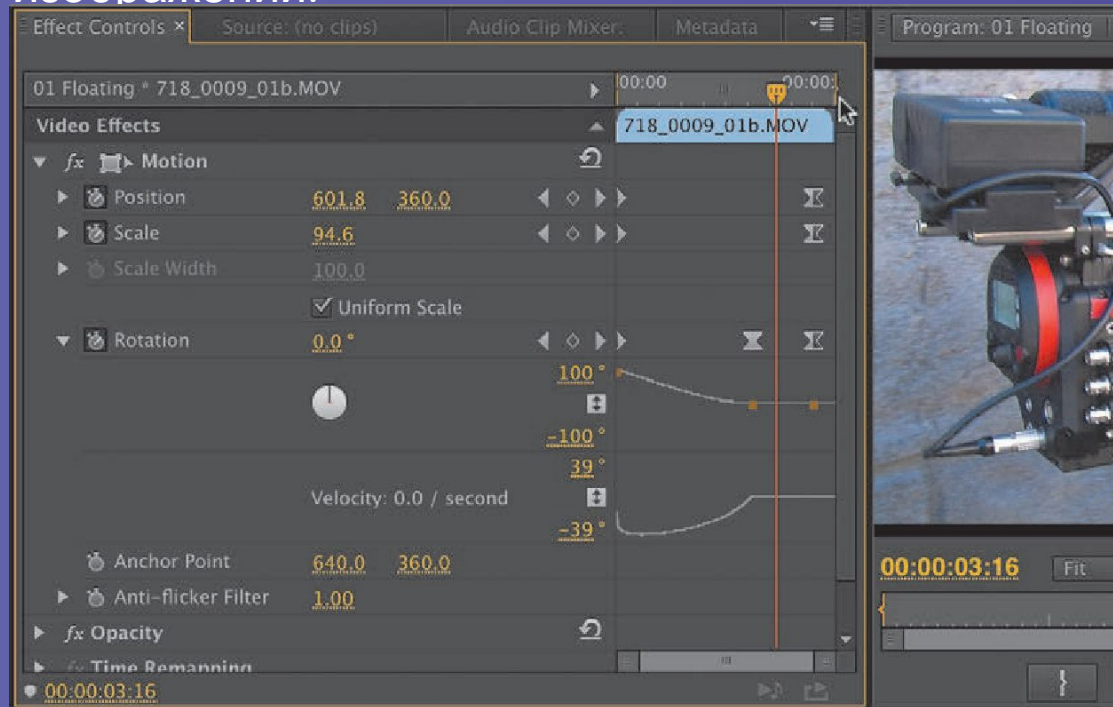 изображения.
Effect Controls × Source: (no clips) Audio Clip Mixer: Metadata
Program: 01 Floating
01 Floating * 718_0009_01b.MOV
00:00 00:00:
Video Effects
718_0009_01b.MOV
fx Motion
Position 601.8 360.0
Scale 94.6
Scale Width 100.0
Uniform Scale
Rotation 0.0 °
100 °
-100 °
39 °
Velocity: 0.0 / second
-39 °
Anchor Point 640.0 360.0
Anti-flicker Filter 1.00
fx Opacity
fx Time Remapping
00:00:03:16
00:00:03:16 Fit